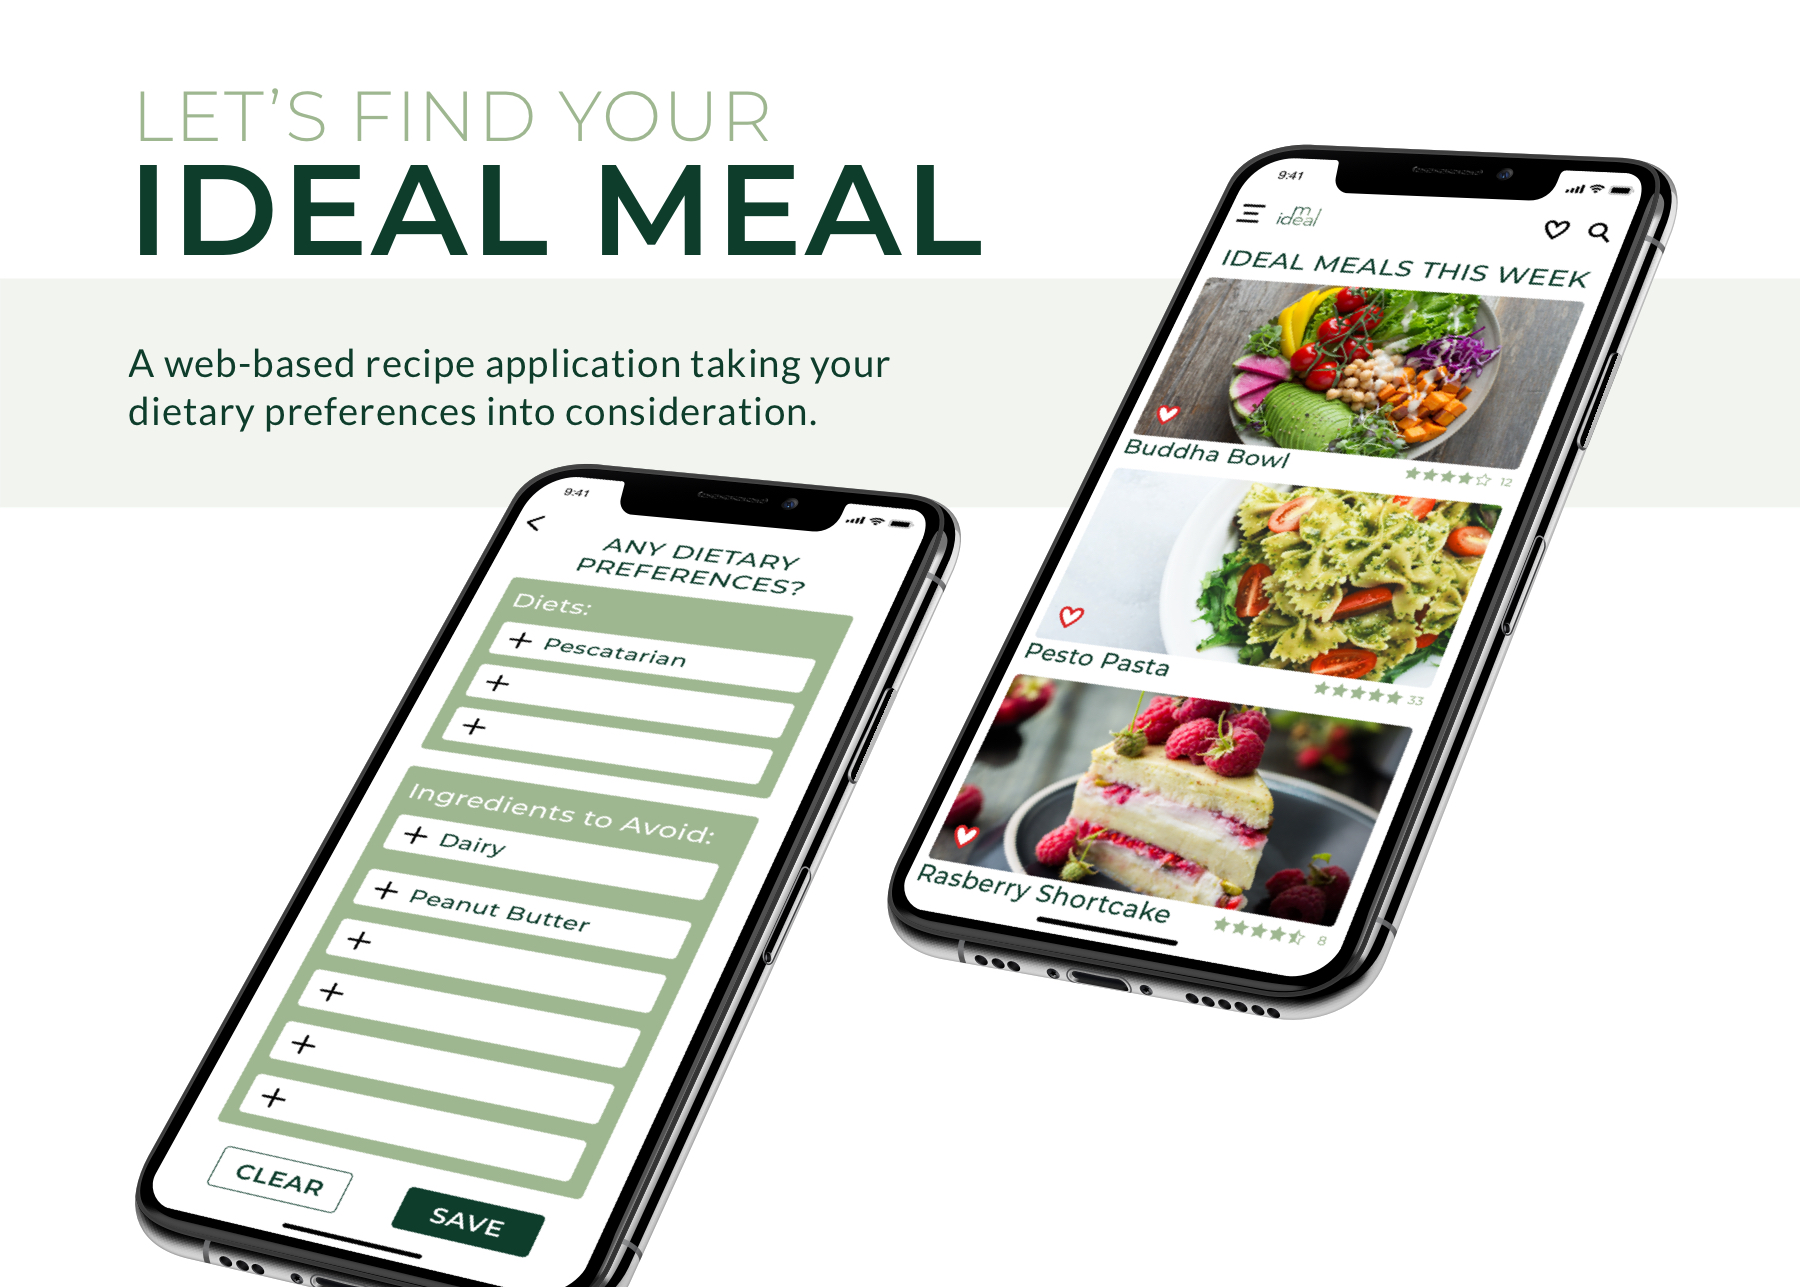 LET'S FIND YOUR
IDEAL MEAL
A web-based recipe application taking your
dietary preferences into consideration.
9:41
ANY DIETARY
PREFERENCES?
Diets:
+ Pescatarian
+
+
Ingredients to Avoid:
+ Dairy
+ Peanut Butter
+
+
+
+
CLEAR
SAVE
9:41
m
ideal
IDEAL MEALS THIS WEEK
Buddha Bowl
12
Pesto Pasta
33
Rasberry Shortcake
8